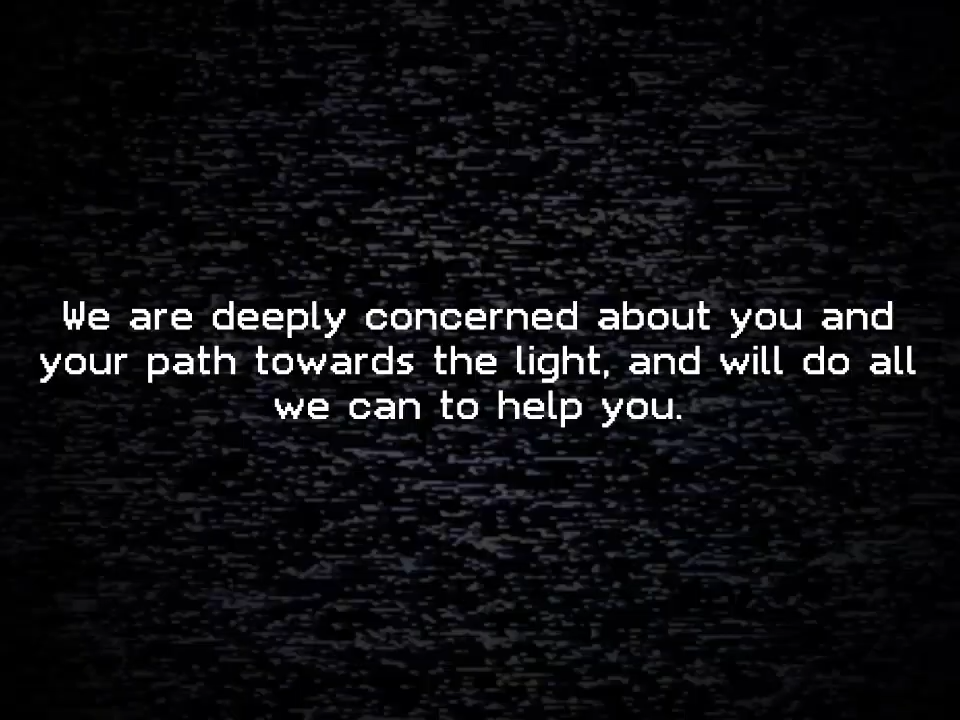 We are deeply concerned about you and
your path towards the light, and will do all
we can to help you.